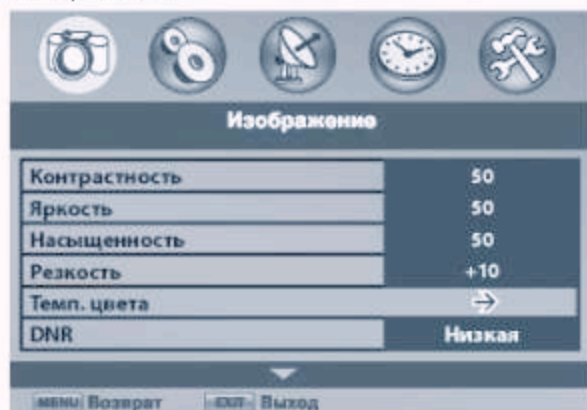 Изображение
Контрастность 50
Яркость 50
Насыщенность 50
Резкость +10
Темп. цвета
DNR Низкая
MENU Возврат EXIT Выход